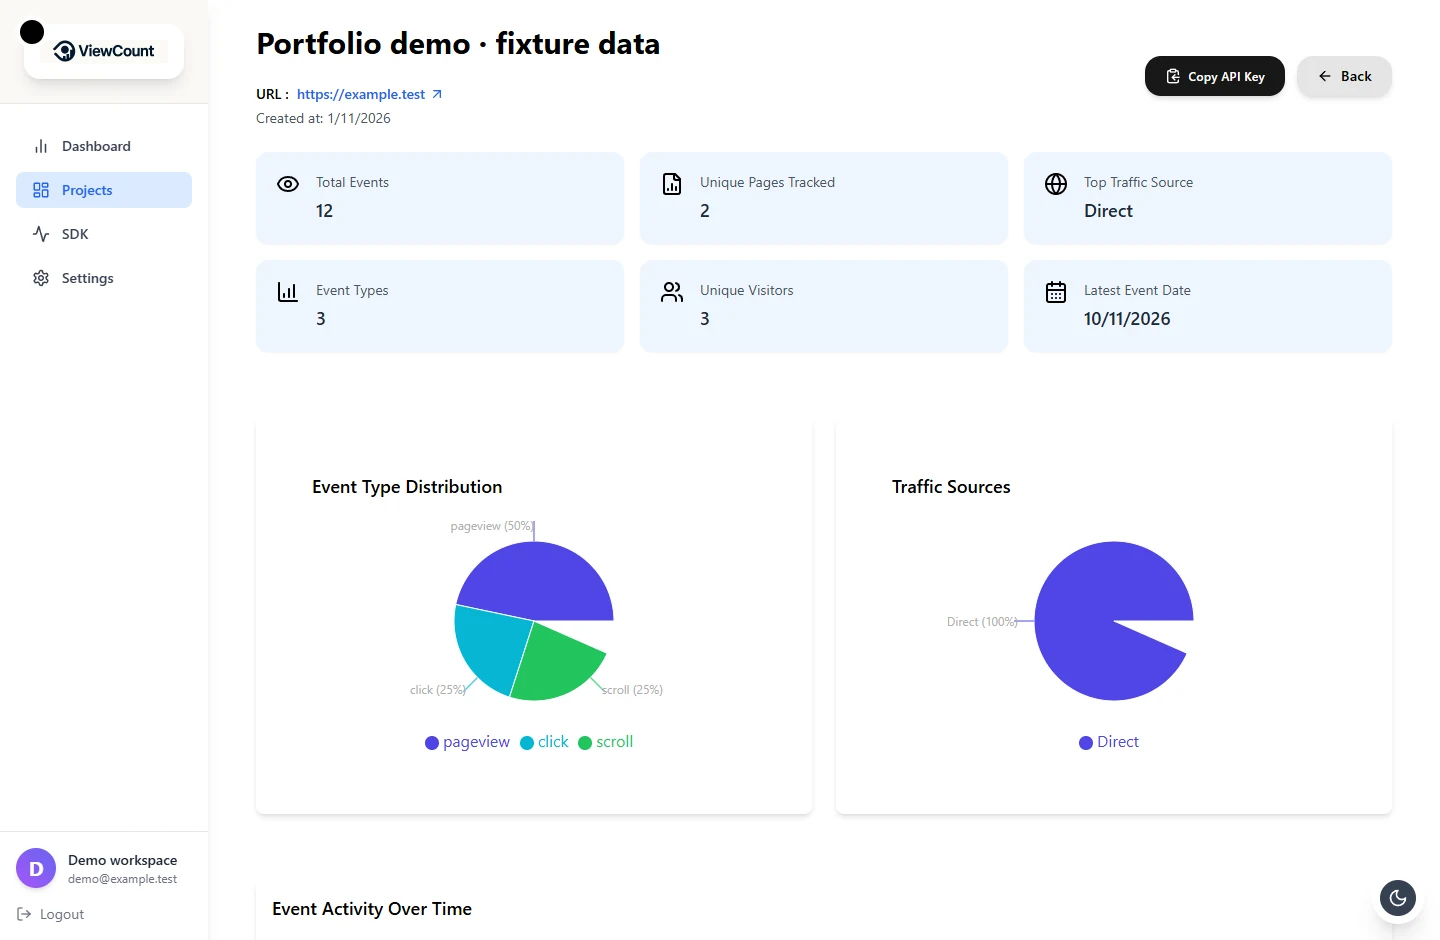 ViewCount
Dashboard
Projects
SDK
Settings
Demo workspace
D
demo@example.test
Logout
Portfolio demo · fixture data
URL : https://example.test
Created at: 1/11/2026
Copy API Key
Back
Total Events
12
Unique Pages Tracked
2
Top Traffic Source
Direct
Event Types
3
Unique Visitors
3
Latest Event Date
10/11/2026
Event Type Distribution
pageview (50%)
click (25%)
scroll (25%)
pageview click scroll
Traffic Sources
Direct (100%)
Direct
Event Activity Over Time